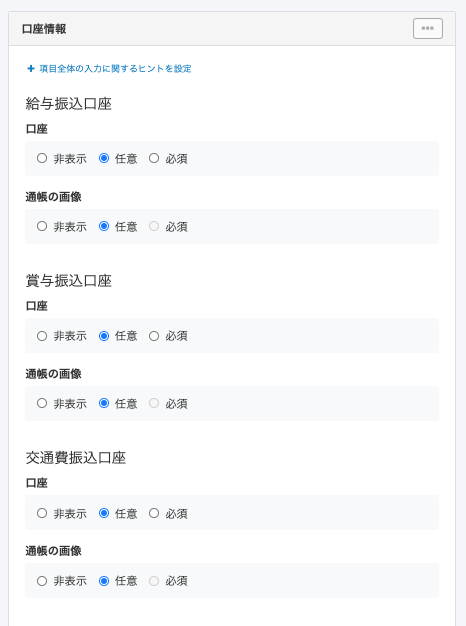 口座情報
+ 項目全体の入力に関するヒントを設定
給与振込口座
口座
非表示 任意 必須
通帳の画像
非表示 任意 必須
賞与振込口座
口座
非表示 任意 必須
通帳の画像
非表示 任意 必須
交通費振込口座
口座
非表示 任意 必須
通帳の画像
非表示 任意 必須